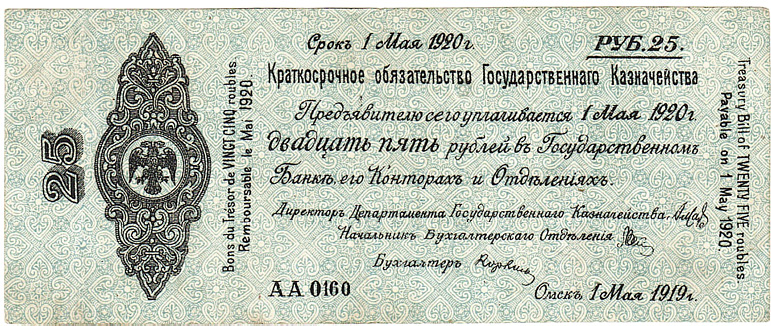 Срокъ 1 Мая 1920 г.
РУБ. 25.
Краткосрочное обязательство Государственнаго Казначейства
Предъявителю сего уплашивается 1 Мая 1920 г.
двадцать пять рублей въ Государственномъ
Банкѣ, его Конторахъ и Отдѣленіяхъ.
Директоръ Департамента Государственнаго Казначейства,
Начальник Бухгалтерскаго Отдѣленія
Бухгалтеръ
АА 0160
Омскъ, 1 Мая 1919 г.
25
Bons du Trésor de VINGT CINQ roubles
Remboursable le Mai 1920.
Treasury Bill of TWENTY FIVE roubles.
Payable on 1 May 1920.